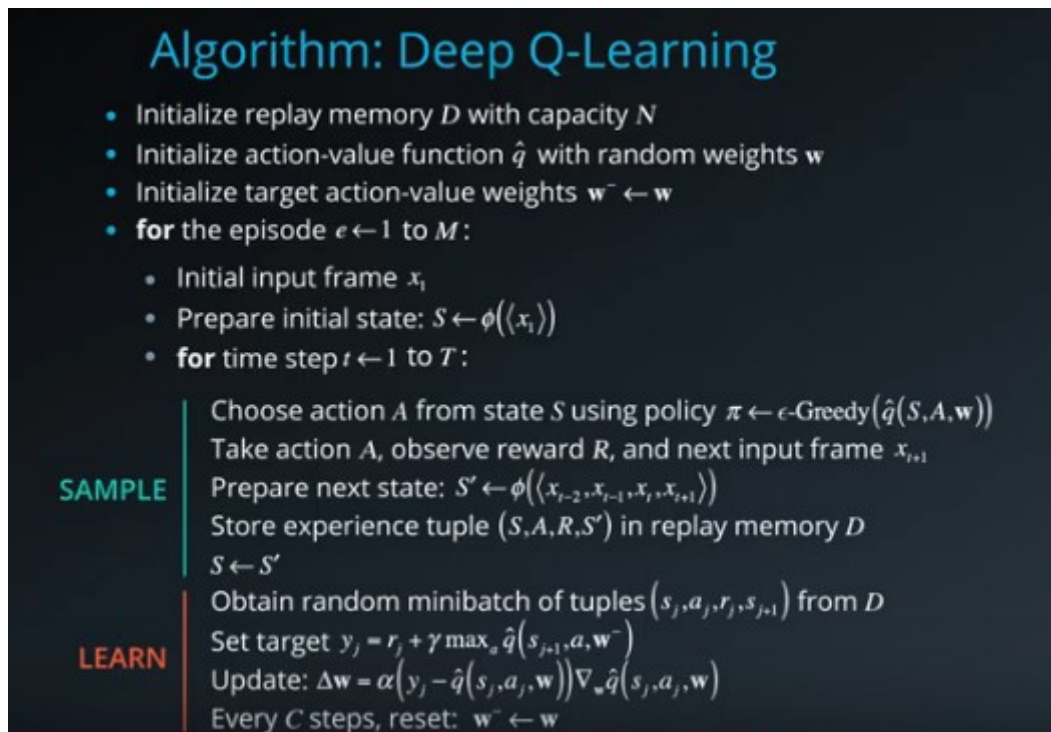 Algorithm: Deep Q-Learning
• Initialize replay memory D with capacity N
• Initialize action-value function q̂ with random weights w
• Initialize target action-value weights w⁻ ← w
• for the episode e ← 1 to M:
• Initial input frame x₁
• Prepare initial state: S ← ϕ(⟨x₁⟩)
• for time step t ← 1 to T:
Choose action A from state S using policy π ← ϵ-Greedy(q̂(S,A,w))
Take action A, observe reward R, and next input frame xₜ₊₁
SAMPLE
Prepare next state: S′ ← ϕ(⟨xₜ₋₂,xₜ₋₁,xₜ,xₜ₊₁⟩)
Store experience tuple (S,A,R,S′) in replay memory D
S ← S′
Obtain random minibatch of tuples (sⱼ,aⱼ,rⱼ,sⱼ₊₁) from D
Set target yⱼ = rⱼ + γ maxₐ q̂(sⱼ₊₁,a,w⁻)
LEARN
Update: Δw = α(yⱼ − q̂(sⱼ,aⱼ,w))∇_w q̂(sⱼ,aⱼ,w)
Every C steps, reset: w⁻ ← w